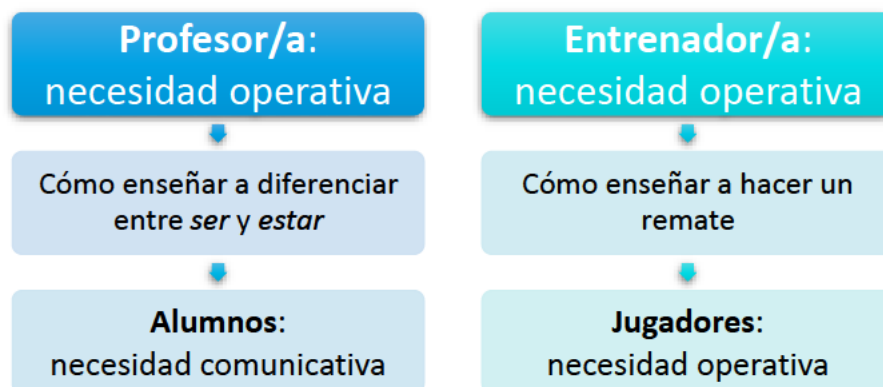 Profesor/a:
necesidad operativa
Cómo enseñar a diferenciar
entre ser y estar
Alumnos:
necesidad comunicativa
Entrenador/a:
necesidad operativa
Cómo enseñar a hacer un
remate
Jugadores:
necesidad operativa